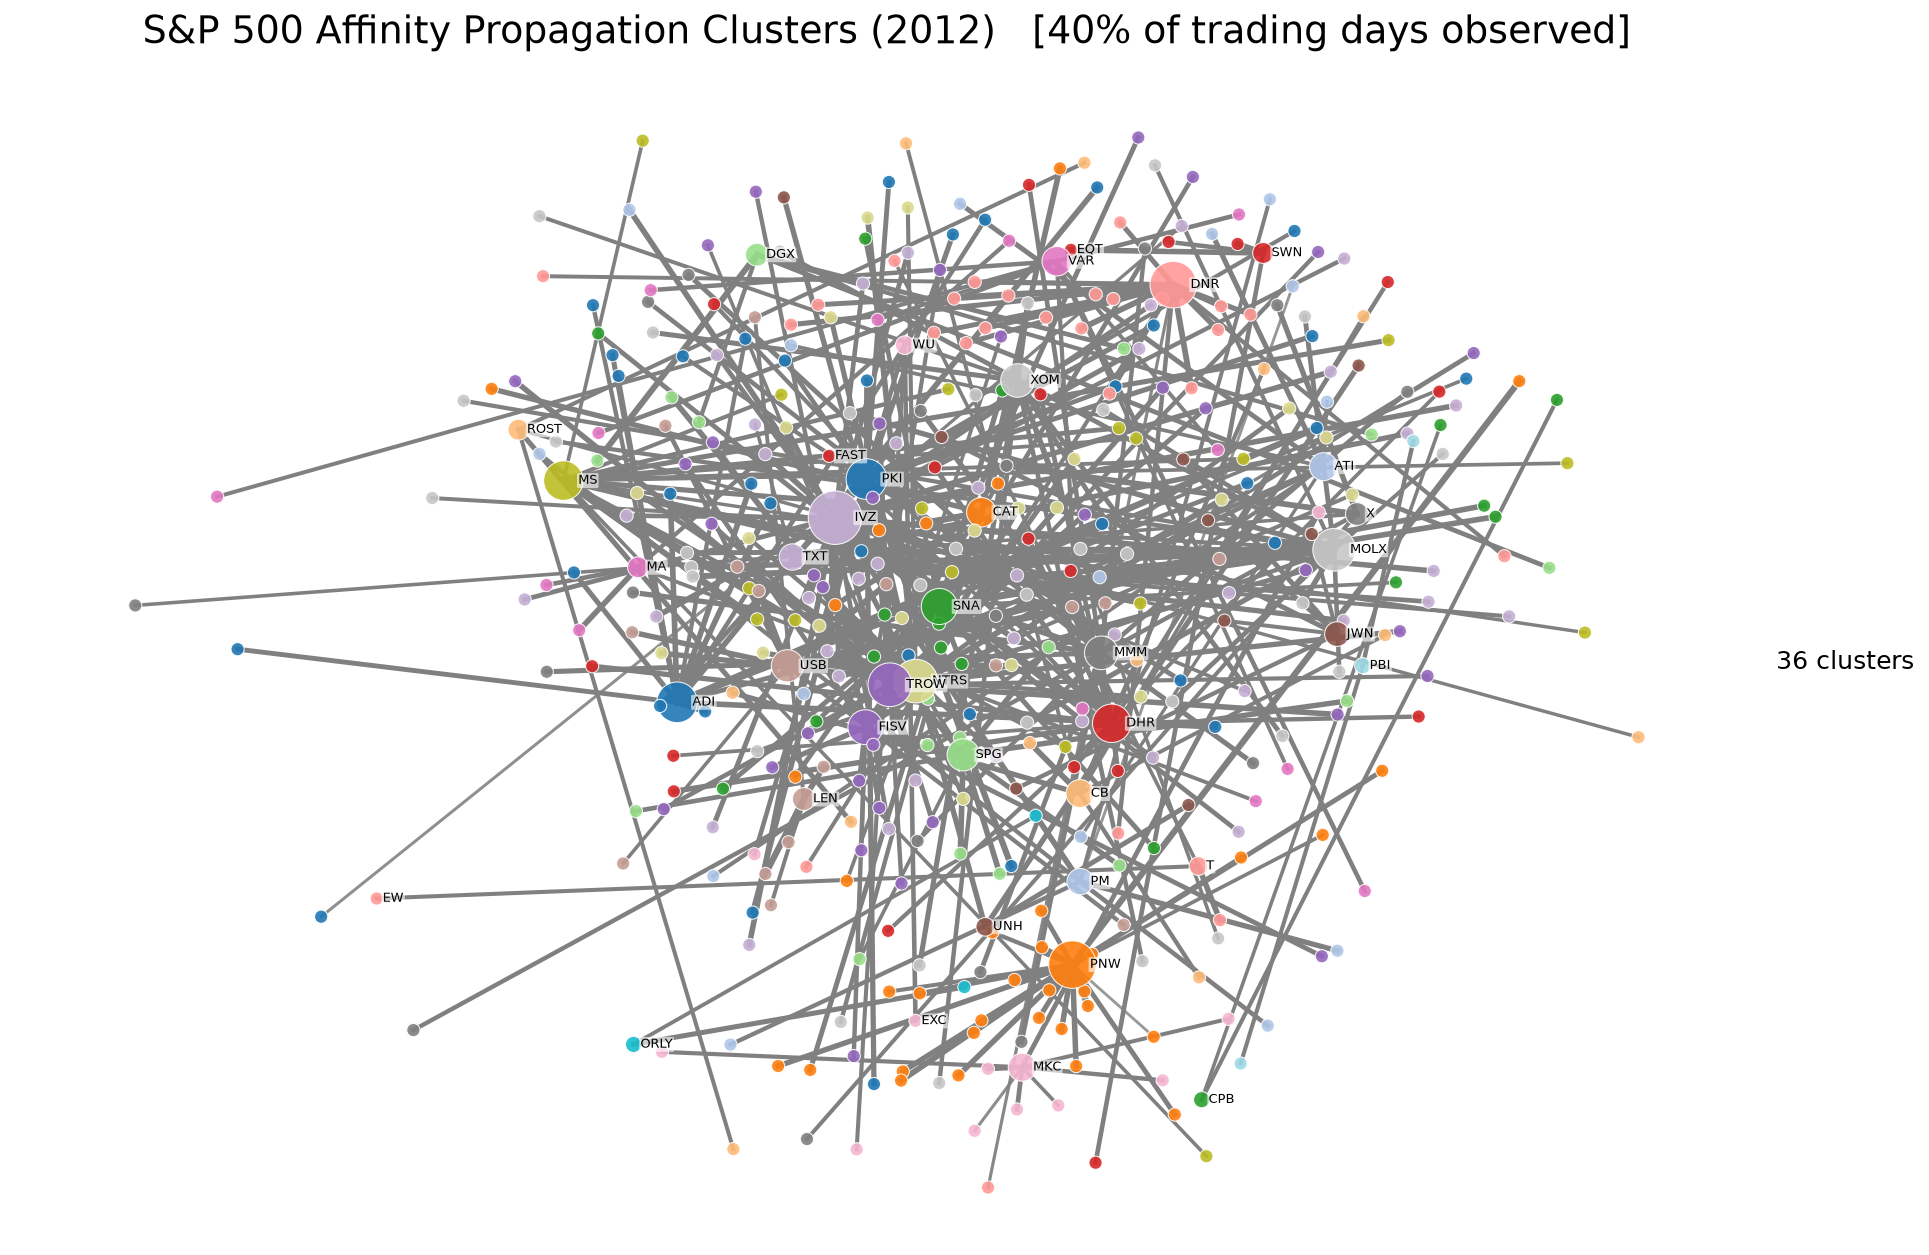 S&P 500 Affinity Propagation Clusters (2012)   [40% of trading days observed]
EQT
DGX
SWN
VAR
DNR
WU
XOM
ROST
FAST
ATI
MS
PKI
CAT
X
IVZ
MOLX
TXT
MA
SNA
JWN
MMM
36 clusters
USB
PBI
TROW
NTRS
ADI
DHR
FISV
SPG
CB
LEN
T
PM
EW
UNH
PNW
EXC
ORLY
MKC
CPB